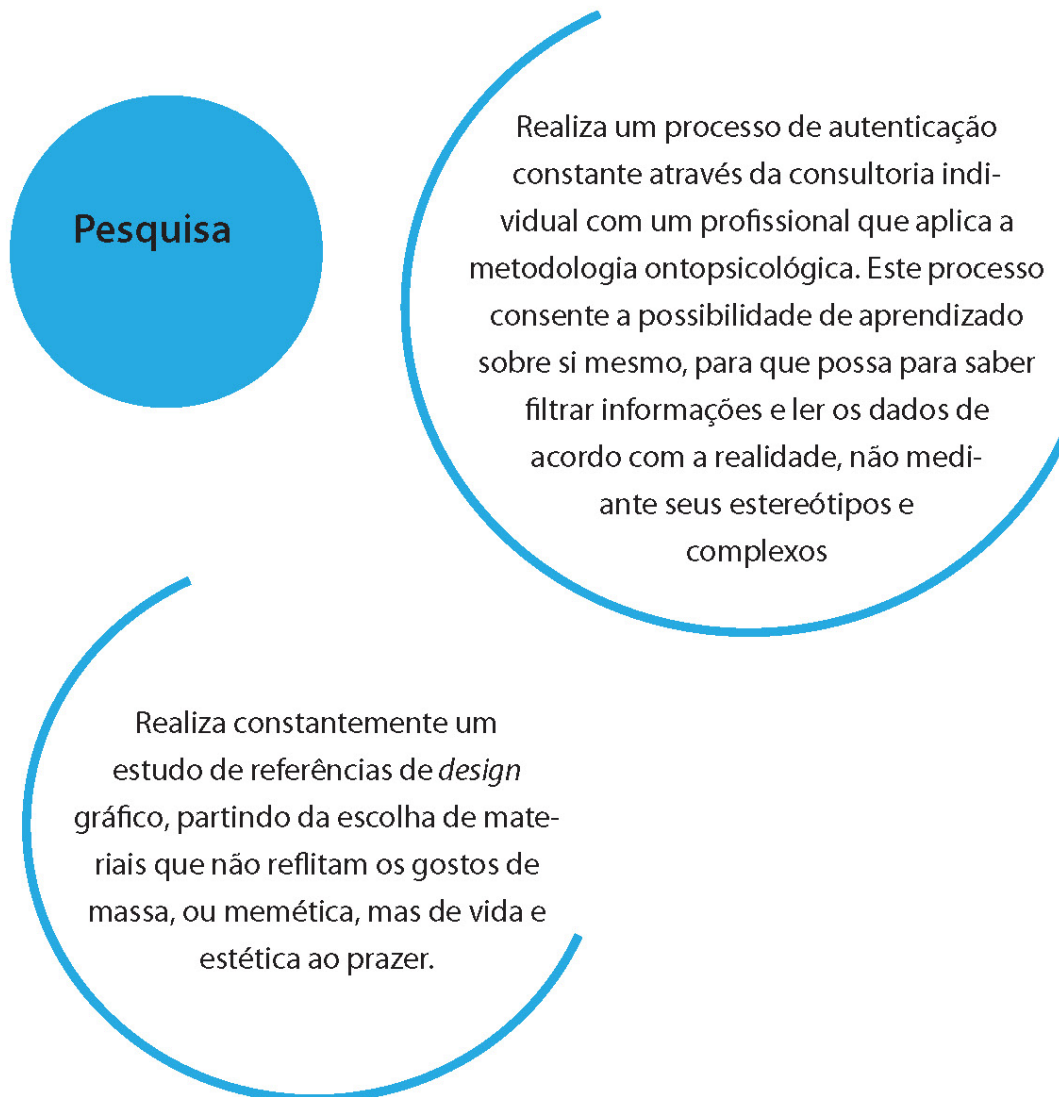 Pesquisa
Realiza um processo de autenticação
constante através da consultoria indi-
vidual com um profissional que aplica a
metodologia ontopsicológica. Este processo
consente a possibilidade de aprendizado
sobre si mesmo, para que possa para saber
filtrar informações e ler os dados de
acordo com a realidade, não medi-
ante seus estereótipos e
complexos
Realiza constantemente um
estudo de referências de design
gráfico, partindo da escolha de mate-
riais que não reflitam os gostos de
massa, ou memética, mas de vida e
estética ao prazer.